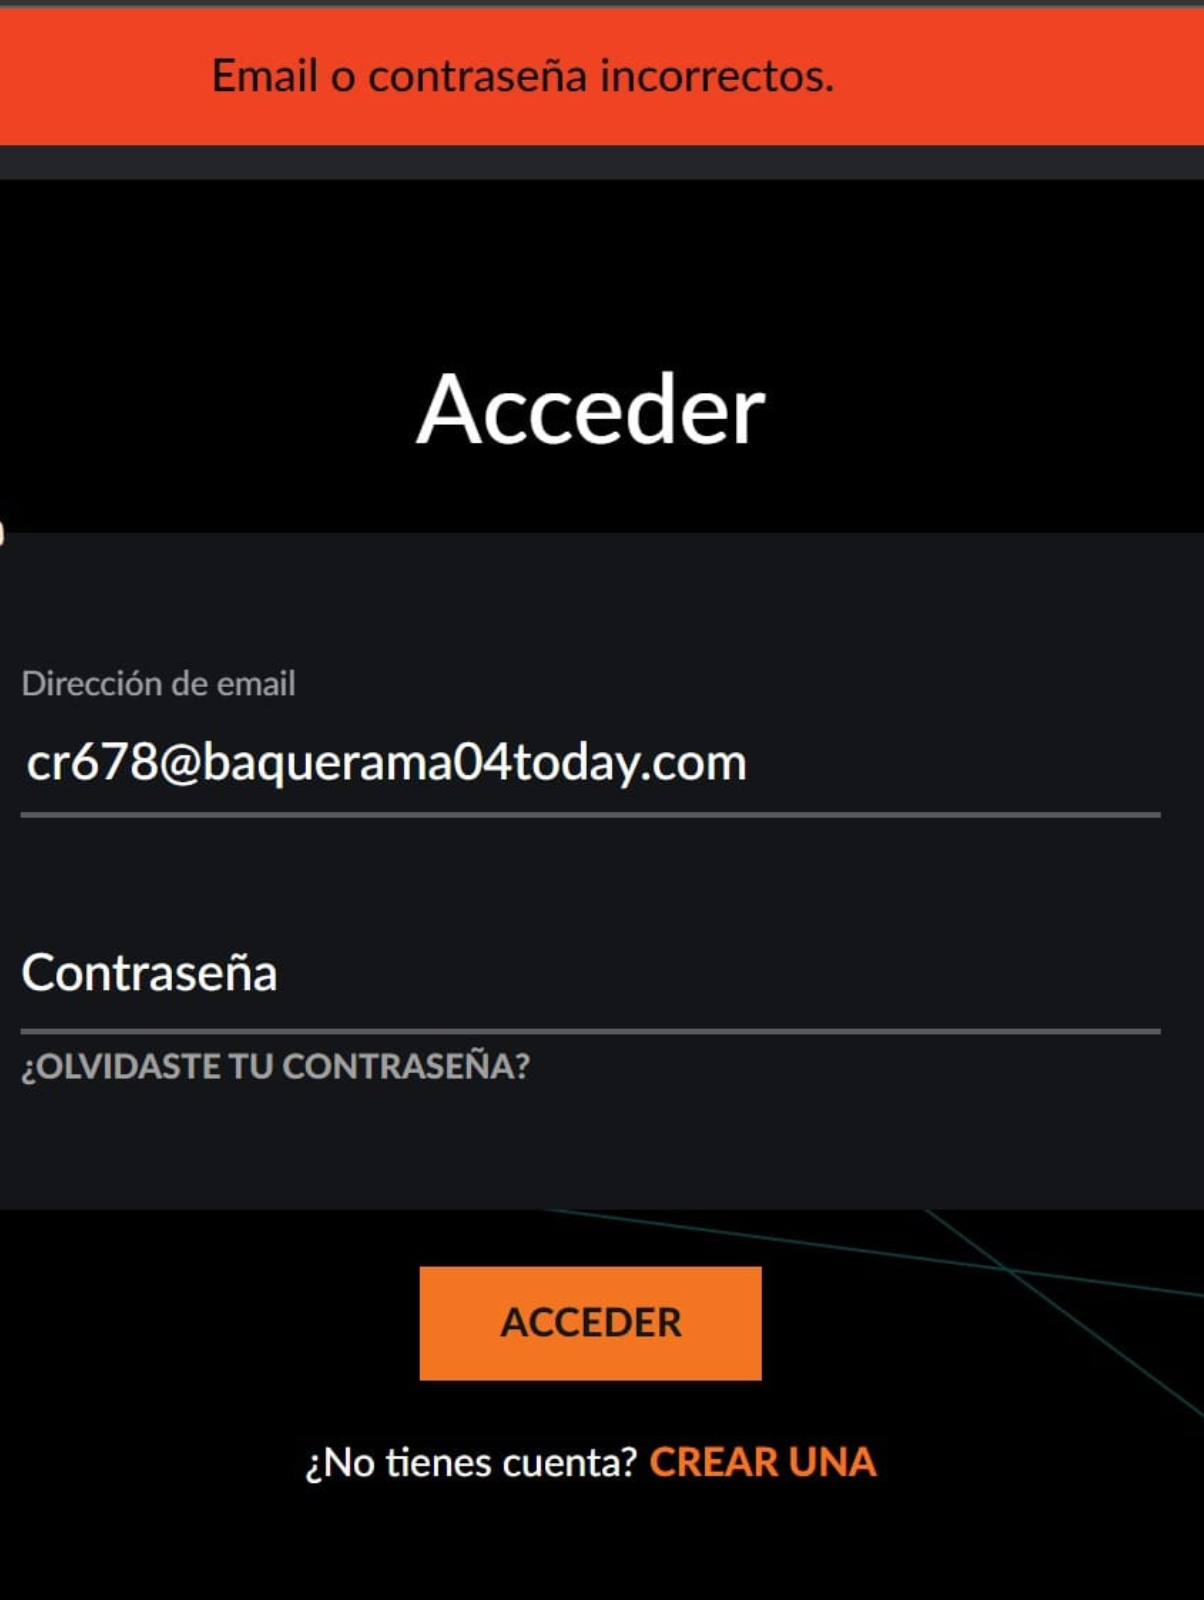 Email o contraseña incorrectos.
Acceder
Dirección de email
cr678@baquerama04today.com
Contraseña
¿OLVIDASTE TU CONTRASEÑA?
ACCEDER
¿No tienes cuenta? CREAR UNA